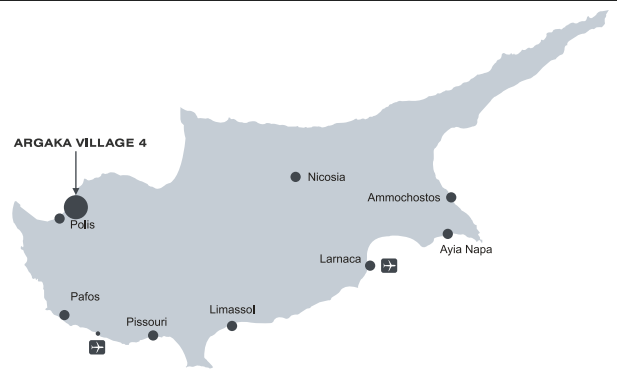 ARGAKA VILLAGE 4
Nicosia
Ammochostos
Polis
Ayia Napa
Larnaca
Pafos
Limassol
Pissouri